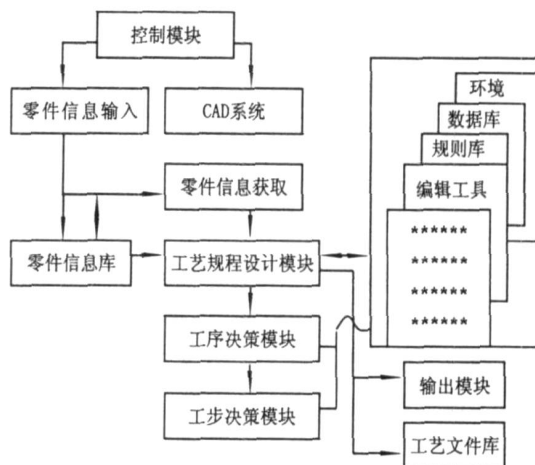 控制模块
零件信息输入
CAD系统
环境
数据库
规则库
编辑工具
零件信息获取
******
******
******
******
零件信息库
工艺规程设计模块
工序决策模块
工步决策模块
输出模块
工艺文件库